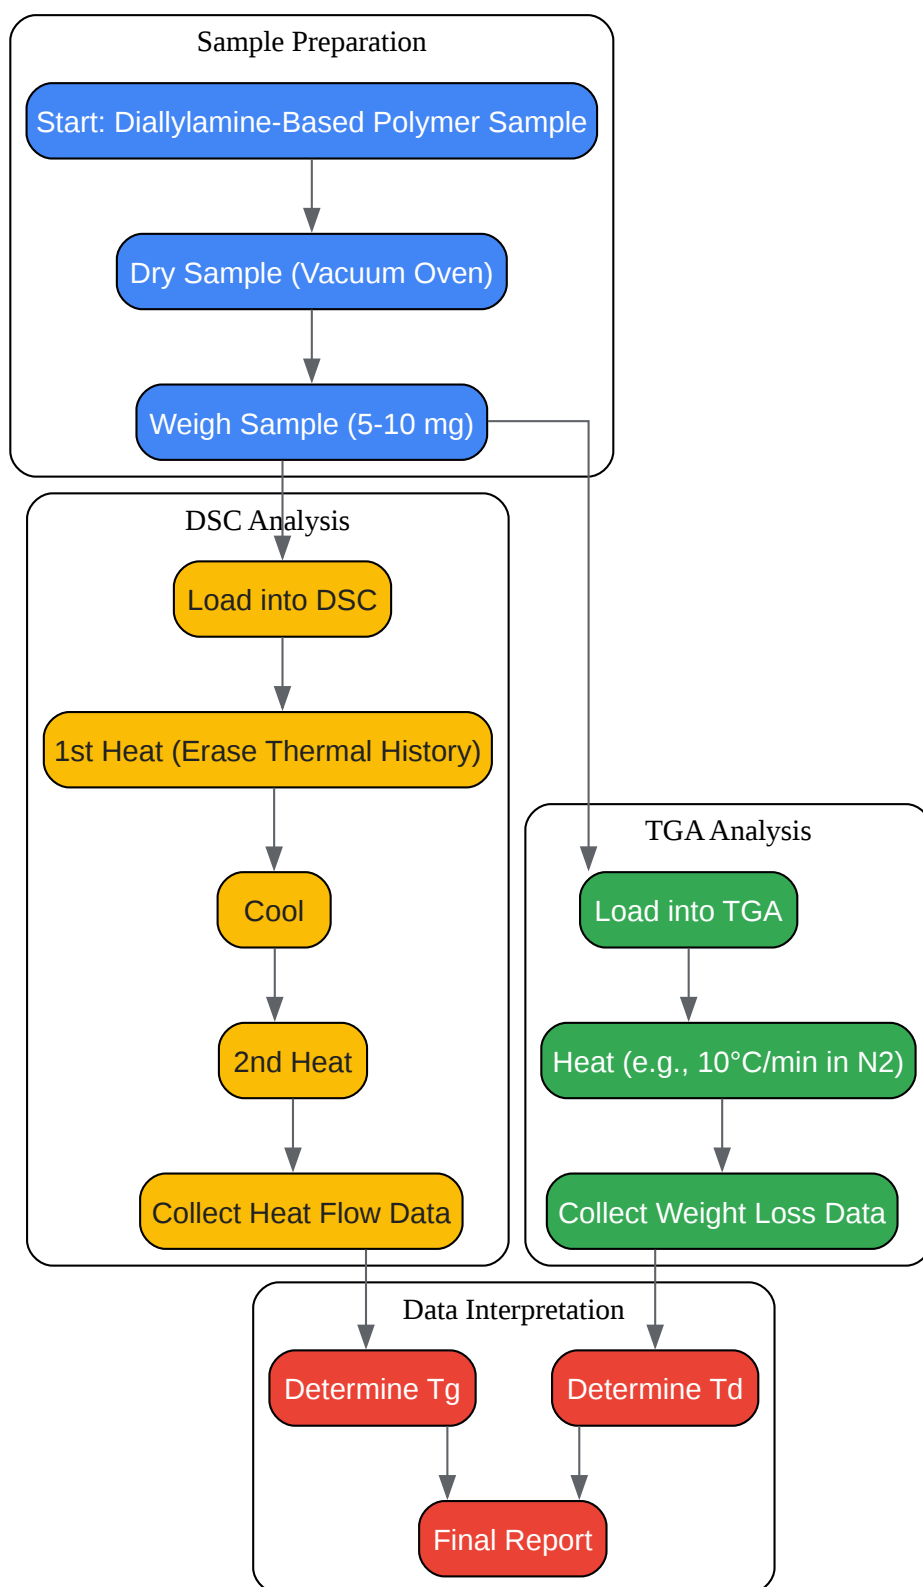 Sample Preparation
Start: Diallylamine-Based Polymer Sample
Dry Sample (Vacuum Oven)
Weigh Sample (5-10 mg)
DSC Analysis
Load into DSC
1st Heat (Erase Thermal History)
Cool
2nd Heat
Collect Heat Flow Data
TGA Analysis
Load into TGA
Heat (e.g., 10°C/min in N2)
Collect Weight Loss Data
Data Interpretation
Determine Tg
Determine Td
Final Report